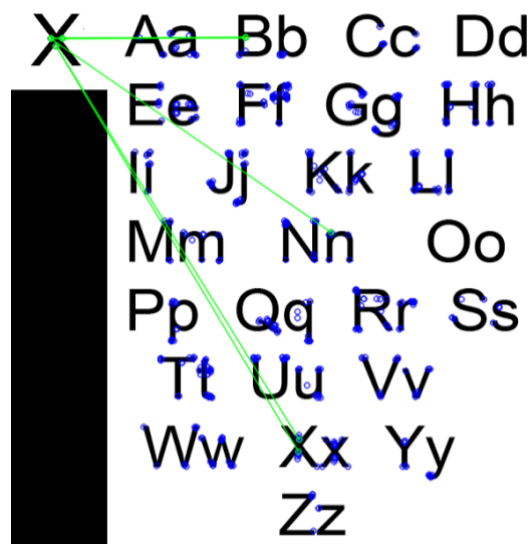 X Aa Bb Cc Dd
Ee Ff Gg Hh
Ii Jj Kk Ll
Mm Nn Oo
Pp Qq Rr Ss
Tt Uu Vv
Ww Xx Yy
Zz